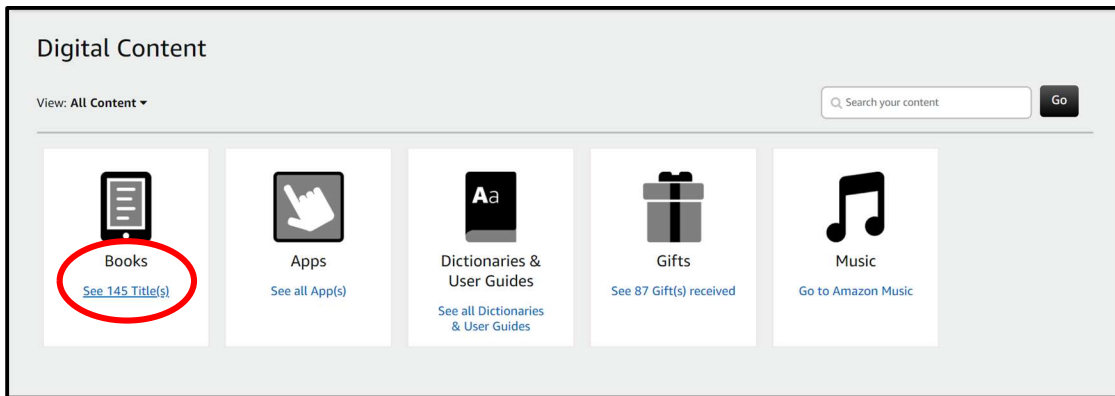 Digital Content
View: All Content
Search your content
Go
Aa
Books
See 145 Title(s)
Apps
See all App(s)
Dictionaries &
User Guides
See all Dictionaries
& User Guides
Gifts
See 87 Gift(s) received
Music
Go to Amazon Music